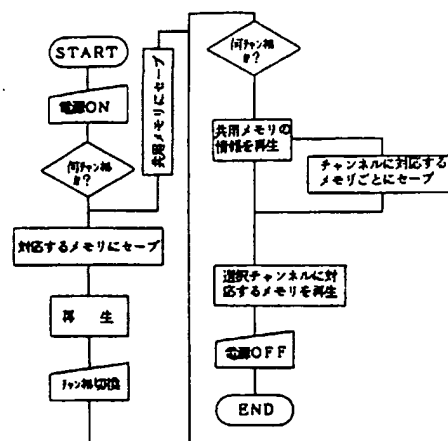 START
電源ON
何チャンネル
か?
共用メモリにセーブ
対応するメモリにセーブ
再 生
チャンネル切換
何チャンネル
か?
共用メモリの
情報を再生
チャンネルに対応する
メモリごとにセーブ
選択チャンネルに対
応するメモリを再生
電源OFF
END